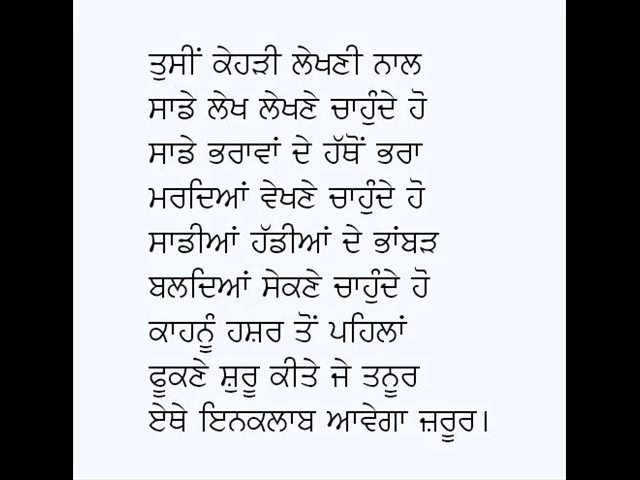 ਤੁਸੀਂ ਕੇਹੜੀ ਲੇਖਣੀ ਨਾਲ
ਸਾਡੇ ਲੇਖ ਲੇਖਣੇ ਚਾਹੁੰਦੇ ਹੋ
ਸਾਡੇ ਭਰਾਵਾਂ ਦੇ ਹੱਥੋਂ ਭਰਾ
ਮਰਦਿਆਂ ਵੇਖਣੇ ਚਾਹੁੰਦੇ ਹੋ
ਸਾਡੀਆਂ ਹੱਡੀਆਂ ਦੇ ਭਾਂਬੜ
ਬਲਦਿਆਂ ਸੇਕਣੇ ਚਾਹੁੰਦੇ ਹੋ
ਕਾਹਨੂੰ ਹਸ਼ਰ ਤੋਂ ਪਹਿਲਾਂ
ਫੂਕਣੇ ਸ਼ੁਰੂ ਕੀਤੇ ਜੇ ਤਨੂਰ
ਏਥੇ ਇਨਕਲਾਬ ਆਵੇਗਾ ਜ਼ਰੂਰ।